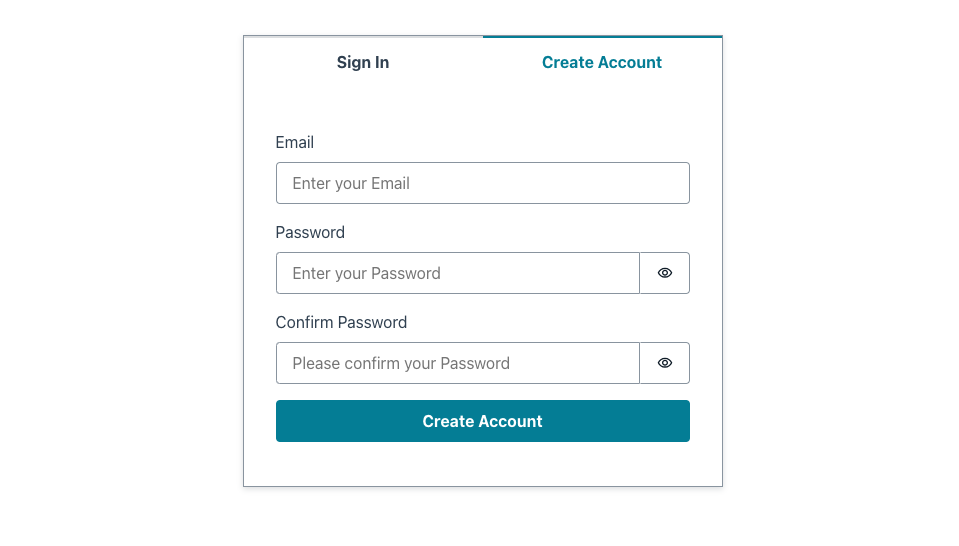 Sign In
Create Account
Email
Enter your Email
Password
Enter your Password
Confirm Password
Please confirm your Password
Create Account